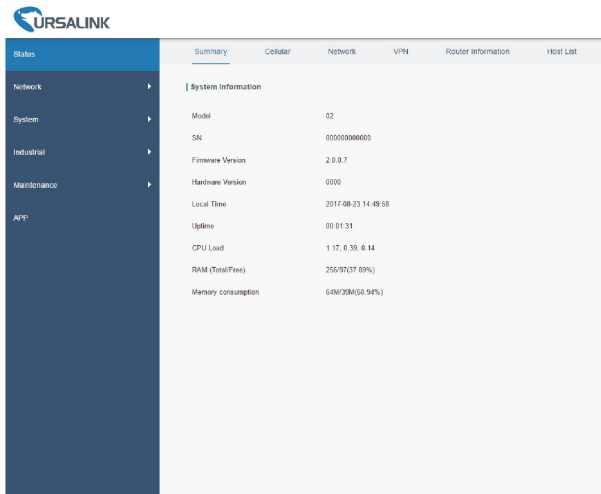 URSALINK
Status
Network
System
Industrial
Maintenance
APP
Summary Cellular Network VPN Router Information Host List
System Information
Model 02
SN 000000000000
Firmware Version 2.0.0.7
Hardware Version 0000
Local Time 2017-08-23 14:49:58
Uptime 00:01:31
CPU Load 1.17, 0.39, 0.14
RAM (Total/Free) 256/97(37.89%)
Memory consumption 64M/39M(60.94%)